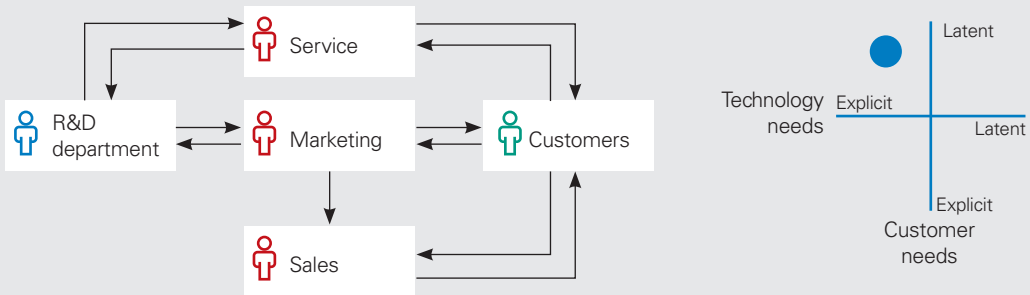 Service
R&D
department
Marketing
Customers
Sales
Latent
Technology
needs
Explicit
Latent
Explicit
Customer
needs